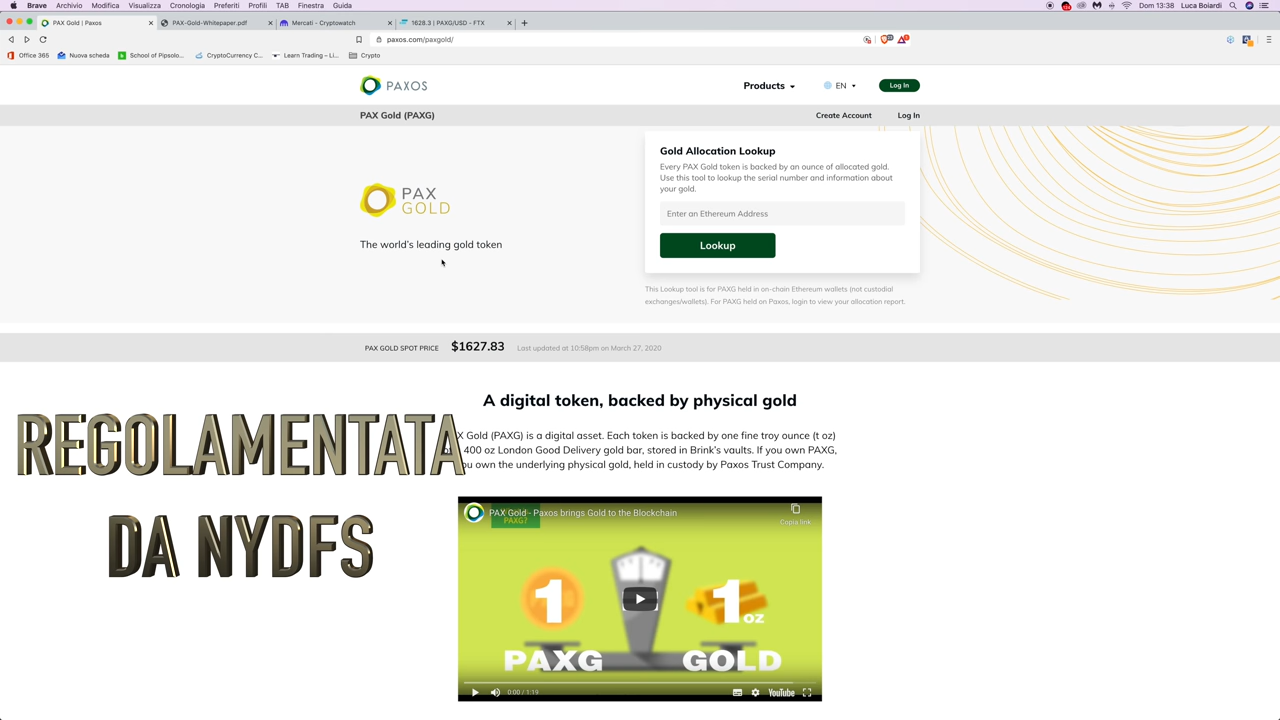 Brave Archivio Modifica Visualizza Cronologia Preferiti Profili TAB Finestra Guida
Dom 13:38 Luca Boiardi
PAX Gold | Paxos
PAX-Gold-Whitepaper.pdf
Mercati - Cryptowatch
1628.3 | PAXG/USD - FTX
paxos.com/paxgold/
Office 365
Nuova scheda
School of Pipsolo...
CryptoCurrency C...
Learn Trading – Li...
Crypto
PAXOS
Products
EN
Log In
PAX Gold (PAXG)
Create Account
Log In
PAX
GOLD
The world's leading gold token
Gold Allocation Lookup
Every PAX Gold token is backed by an ounce of allocated gold.
Use this tool to lookup the serial number and information about
your gold.
Enter an Ethereum Address
Lookup
This Lookup tool is for PAXG held in on-chain Ethereum wallets (not custodial
exchanges/wallets). For PAXG held on Paxos, login to view your allocation report.
PAX GOLD SPOT PRICE $1627.83 Last updated at 10:58pm on March 27, 2020
A digital token, backed by physical gold
X Gold (PAXG) is a digital asset. Each token is backed by one fine troy ounce (t oz)
400 oz London Good Delivery gold bar, stored in Brink's vaults. If you own PAXG,
you own the underlying physical gold, held in custody by Paxos Trust Company.
REGOLAMENTATA
DA NYDFS
PAX Gold - Paxos brings Gold to the Blockchain
Copia link
PAXG?
1
1 oz
PAXG
GOLD
0:00 / 1:19
YouTube